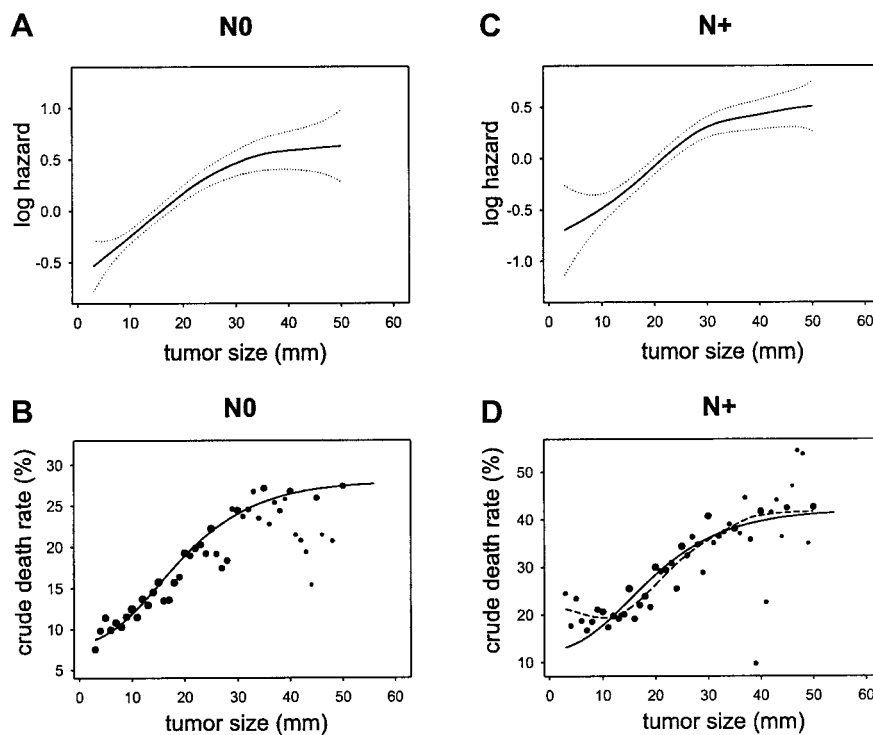 A
N0
log hazard
1.0
0.5
0.0
-0.5
0 10 20 30 40 50 60
tumor size (mm)
C
N+
log hazard
0.5
0.0
-0.5
-1.0
0 10 20 30 40 50 60
tumor size (mm)
B
N0
crude death rate (%)
30
25
20
15
10
5
0 10 20 30 40 50 60
tumor size (mm)
D
N+
crude death rate (%)
50
40
30
20
10
0 10 20 30 40 50 60
tumor size (mm)